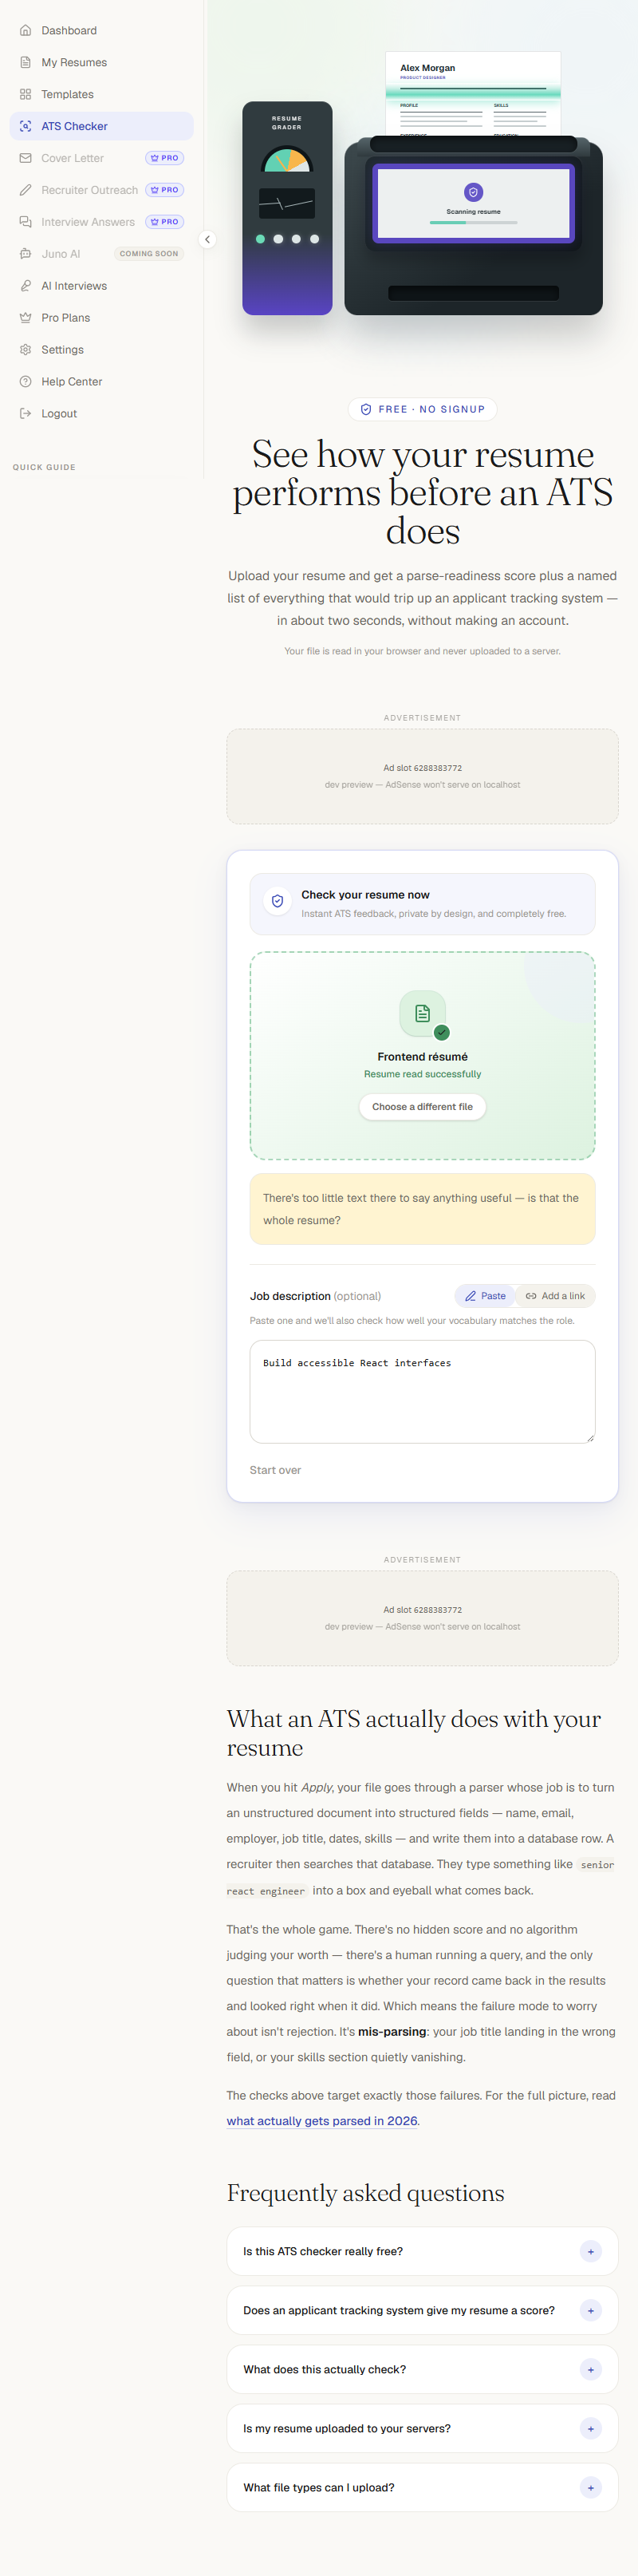 Dashboard
My Resumes
Templates
ATS Checker
Cover Letter PRO
Recruiter Outreach PRO
Interview Answers PRO
Juno AI COMING SOON
AI Interviews
Pro Plans
Settings
Help Center
Logout
QUICK GUIDE
RESUME
GRADER
Alex Morgan
PRODUCT DESIGNER
PROFILE SKILLS
Scanning resume
FREE · NO SIGNUP
See how your resume
performs before an ATS
does
Upload your resume and get a parse-readiness score plus a named
list of everything that would trip up an applicant tracking system —
in about two seconds, without making an account.
Your file is read in your browser and never uploaded to a server.
ADVERTISEMENT
Ad slot 6288383772
dev preview — AdSense won't serve on localhost
Check your resume now
Instant ATS feedback, private by design, and completely free.
Frontend résumé
Resume read successfully
Choose a different file
There's too little text there to say anything useful — is that the
whole resume?
Job description (optional)
Paste
Add a link
Paste one and we'll also check how well your vocabulary matches the role.
Build accessible React interfaces
Start over
ADVERTISEMENT
Ad slot 6288383772
dev preview — AdSense won't serve on localhost
What an ATS actually does with your
resume
When you hit Apply, your file goes through a parser whose job is to turn
an unstructured document into structured fields — name, email,
employer, job title, dates, skills — and write them into a database row. A
recruiter then searches that database. They type something like senior
react engineer into a box and eyeball what comes back.
That's the whole game. There's no hidden score and no algorithm
judging your worth — there's a human running a query, and the only
question that matters is whether your record came back in the results
and looked right when it did. Which means the failure mode to worry
about isn't rejection. It's mis-parsing: your job title landing in the wrong
field, or your skills section quietly vanishing.
The checks above target exactly those failures. For the full picture, read
what actually gets parsed in 2026.
Frequently asked questions
Is this ATS checker really free? +
Does an applicant tracking system give my resume a score? +
What does this actually check? +
Is my resume uploaded to your servers? +
What file types can I upload? +